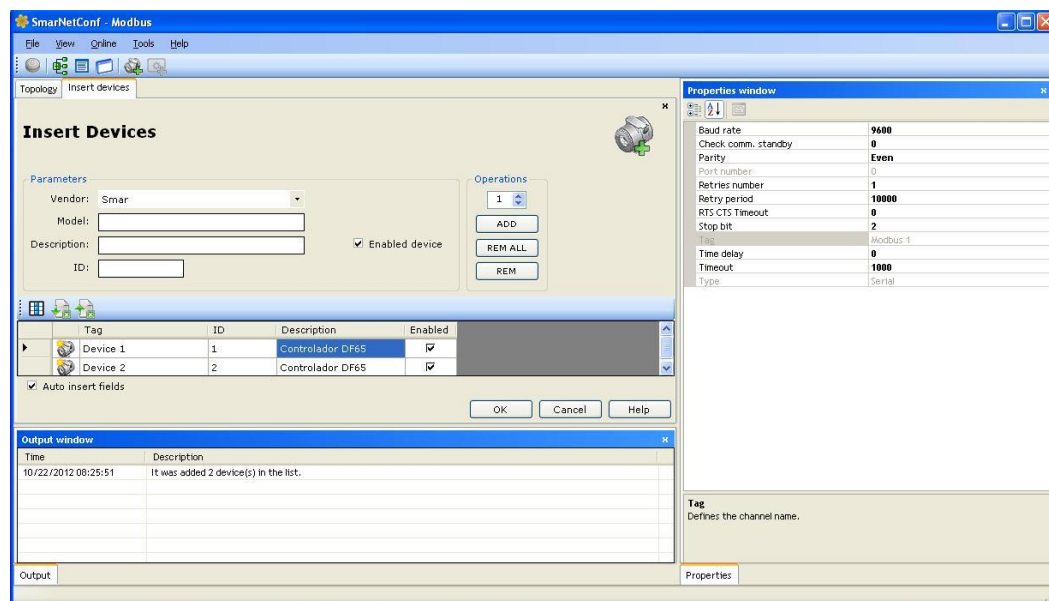 SmarNetConf - Modbus
File View Online Tools Help
Topology Insert devices
Insert Devices
Parameters
Vendor: Smar
Model:
Description:
Enabled device
ID:
Operations
1
ADD
REM ALL
REM
Tag ID Description Enabled
Device 1 1 Controlador DF65
Device 2 2 Controlador DF65
Auto insert fields
OK Cancel Help
Output window
Time Description
10/22/2012 08:25:51 It was added 2 device(s) in the list.
Output
Properties window
Baud rate 9600
Check comm. standby 0
Parity Even
Port number 0
Retries number 1
Retry period 10000
RTS CTS Timeout 0
Stop bit 2
Tag Modbus 1
Time delay 0
Timeout 1000
Type Serial
Tag
Defines the channel name.
Properties